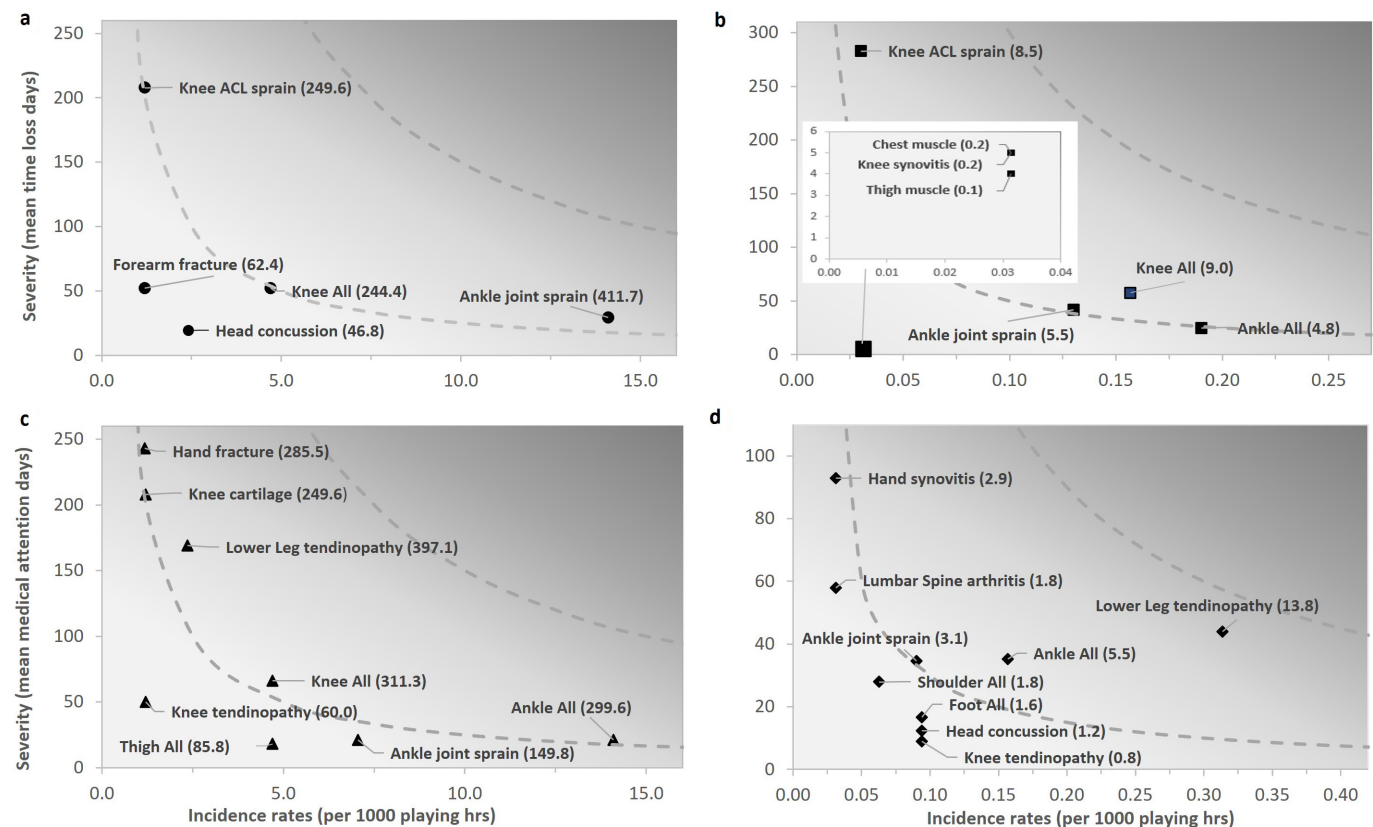 a
Severity (mean time loss days)
250
200
150
100
50
0
Knee ACL sprain (249.6)
Forearm fracture (62.4)
Knee All (244.4)
Ankle joint sprain (411.7)
Head concussion (46.8)
0.0 5.0 10.0 15.0
b
300
250
200
150
100
50
0
Knee ACL sprain (8.5)
6
5
4
3
2
1
0
Chest muscle (0.2)
Knee synovitis (0.2)
Thigh muscle (0.1)
0.00 0.01 0.02 0.03 0.04
Knee All (9.0)
Ankle joint sprain (5.5)
Ankle All (4.8)
0.00 0.05 0.10 0.15 0.20 0.25
c
Severity (mean medical attention days)
250
200
150
100
50
0
Hand fracture (285.5)
Knee cartilage (249.6)
Lower Leg tendinopathy (397.1)
Knee All (311.3)
Knee tendinopathy (60.0)
Ankle All (299.6)
Thigh All (85.8)
Ankle joint sprain (149.8)
0.0 5.0 10.0 15.0
Incidence rates (per 1000 playing hrs)
d
100
80
60
40
20
0
Hand synovitis (2.9)
Lumbar Spine arthritis (1.8)
Lower Leg tendinopathy (13.8)
Ankle joint sprain (3.1)
Ankle All (5.5)
Shoulder All (1.8)
Foot All (1.6)
Head concussion (1.2)
Knee tendinopathy (0.8)
0.00 0.05 0.10 0.15 0.20 0.25 0.30 0.35 0.40
Incidence rates (per 1000 playing hrs)